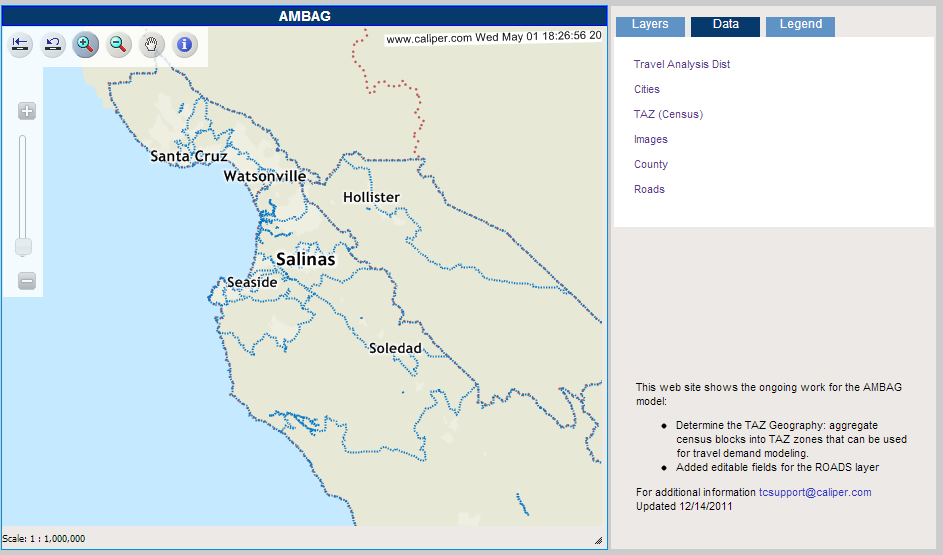 AMBAG
www.caliper.com Wed May 01 18:26:56 20
Santa Cruz
Watsonville
Hollister
Salinas
Seaside
Soledad
Scale: 1 : 1,000,000
Layers Data Legend
Travel Analysis Dist
Cities
TAZ (Census)
Images
County
Roads
This web site shows the ongoing work for the AMBAG
model:
• Determine the TAZ Geography: aggregate
census blocks into TAZ zones that can be used
for travel demand modeling.
• Added editable fields for the ROADS layer
For additional information tcsupport@caliper.com
Updated 12/14/2011